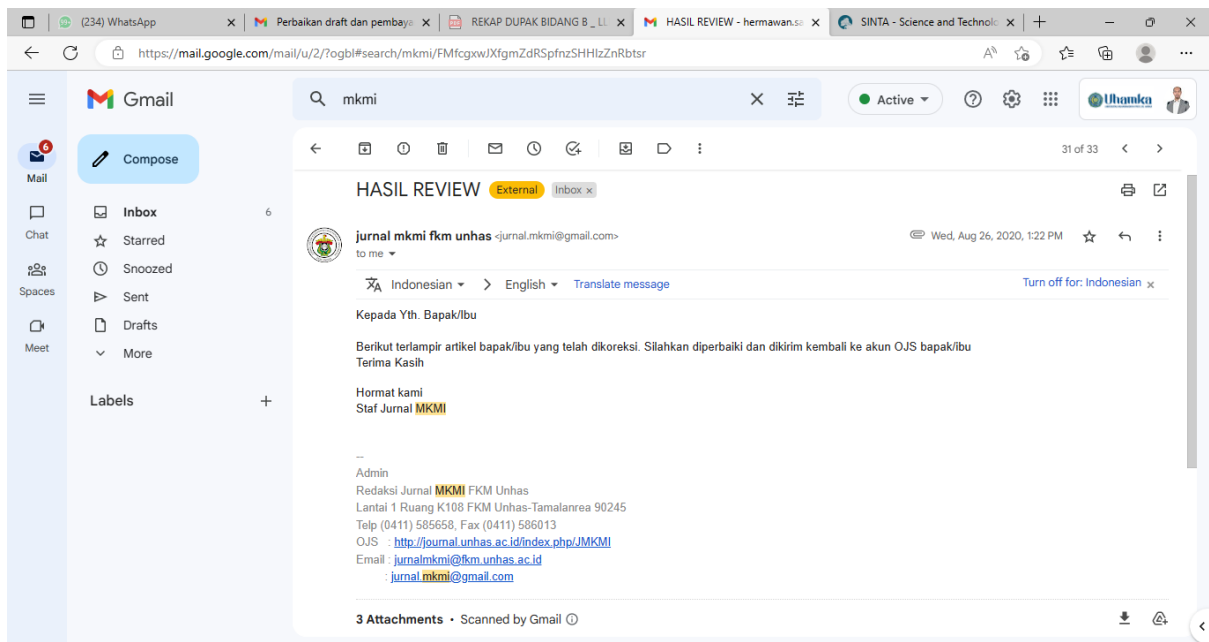 (234) WhatsApp
Perbaikan draft dan pembaya
REKAP DUPAK BIDANG B _ LL
HASIL REVIEW - hermawan.sa
SINTA - Science and Technolo
https://mail.google.com/mail/u/2/?ogbl#search/mkmi/FMfcgxwJXfgmZdRSpfnzSHHIzZnRbtsr
Gmail
mkmi
Active
Uhamka
6
Mail
Chat
Spaces
Meet
Compose
Inbox 6
Starred
Snoozed
Sent
Drafts
More
Labels
31 of 33
HASIL REVIEW External Inbox x
jurnal mkmi fkm unhas <jurnal.mkmi@gmail.com>
Wed, Aug 26, 2020, 1:22 PM
to me
Indonesian > English Translate message
Turn off for: Indonesian x
Kepada Yth. Bapak/Ibu
Berikut terlampir artikel bapak/ibu yang telah dikoreksi. Silahkan diperbaiki dan dikirim kembali ke akun OJS bapak/ibu
Terima Kasih
Hormat kami
Staf Jurnal MKMI
--
Admin
Redaksi Jurnal MKMI FKM Unhas
Lantai 1 Ruang K108 FKM Unhas-Tamalanrea 90245
Telp (0411) 585658, Fax (0411) 586013
OJS : http://journal.unhas.ac.id/index.php/JMKMI
Email : jurnalmkmi@fkm.unhas.ac.id
: jurnal.mkmi@gmail.com
3 Attachments • Scanned by Gmail